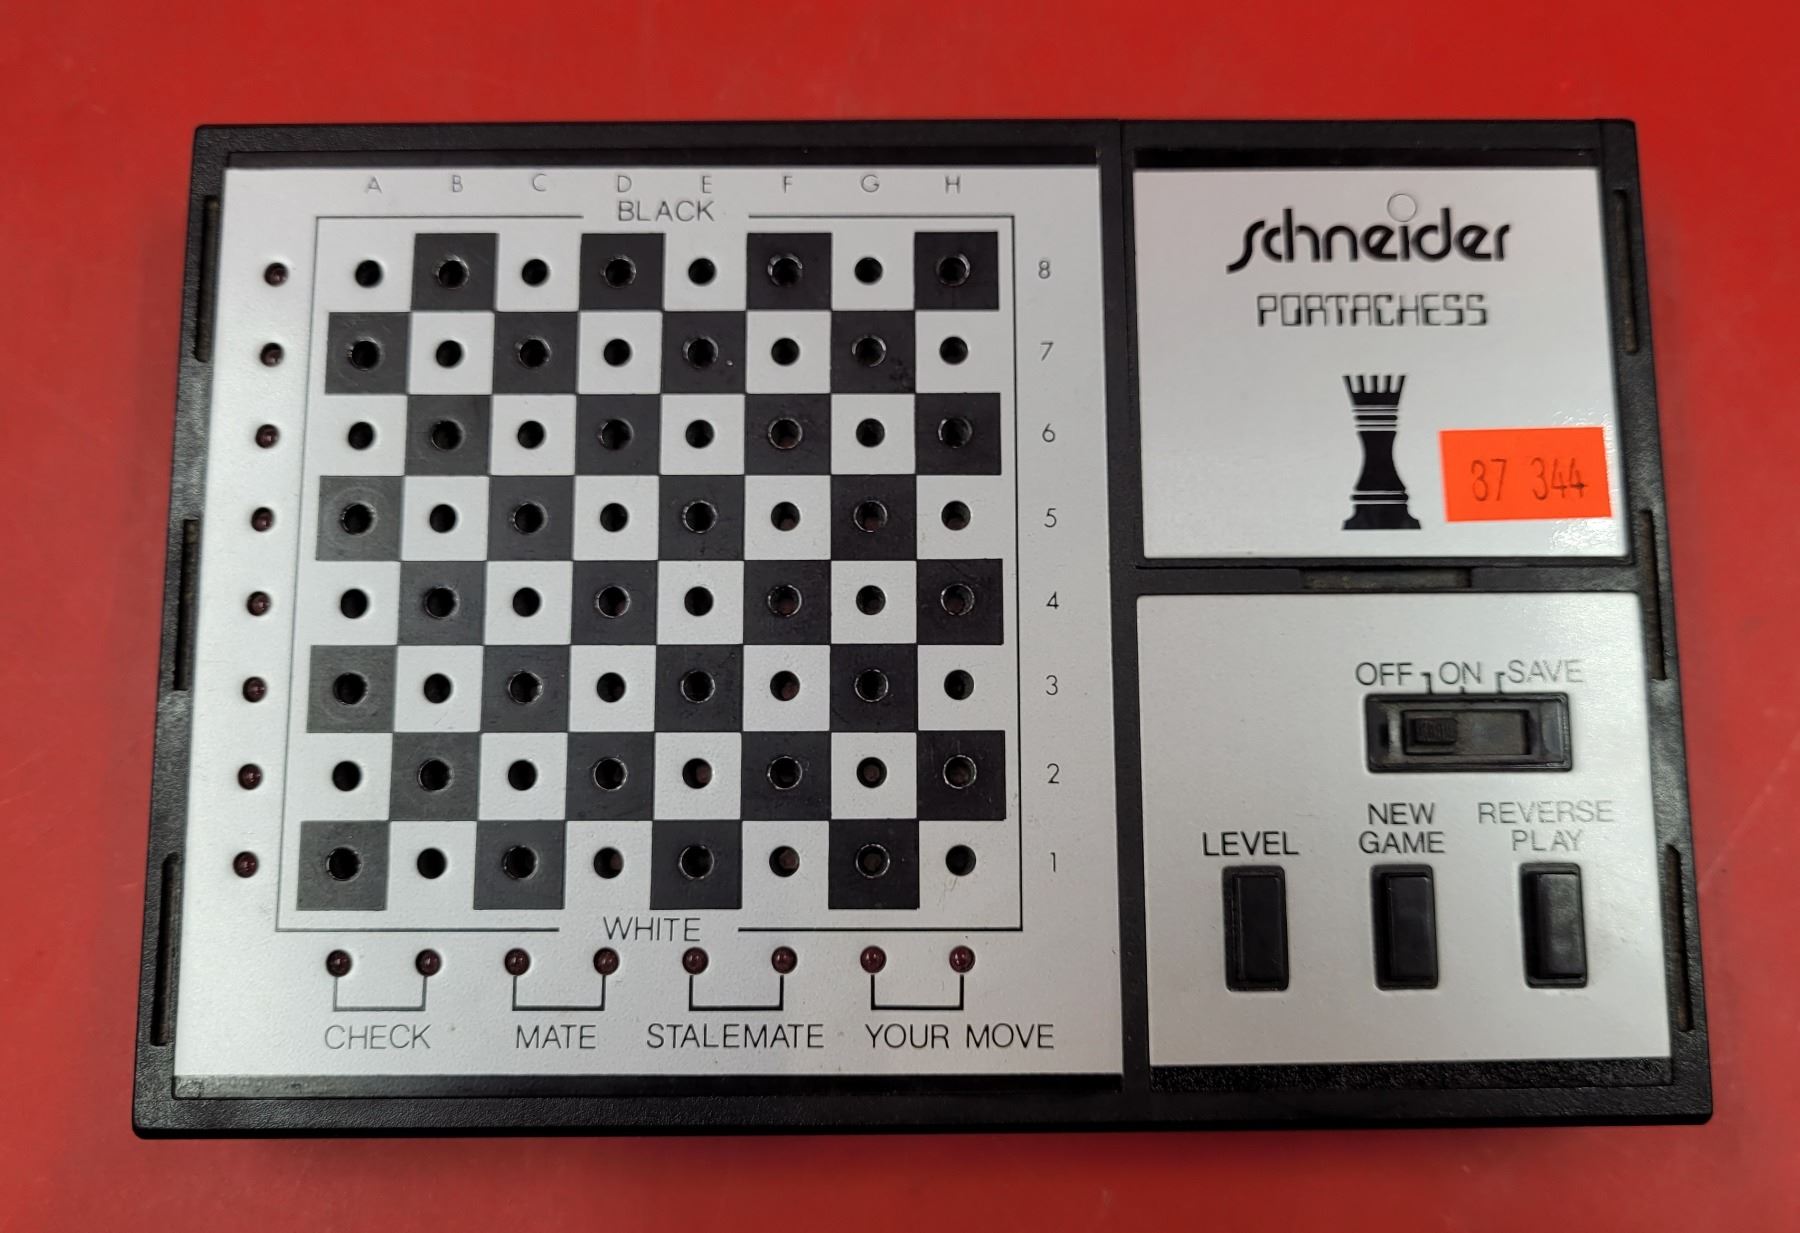 A B C D E F G H
BLACK
8
7
6
5
4
3
2
1
WHITE
CHECK MATE STALEMATE YOUR MOVE
schneider
PORTACHESS
37 344
OFF ON SAVE
LEVEL
NEW
GAME
REVERSE
PLAY